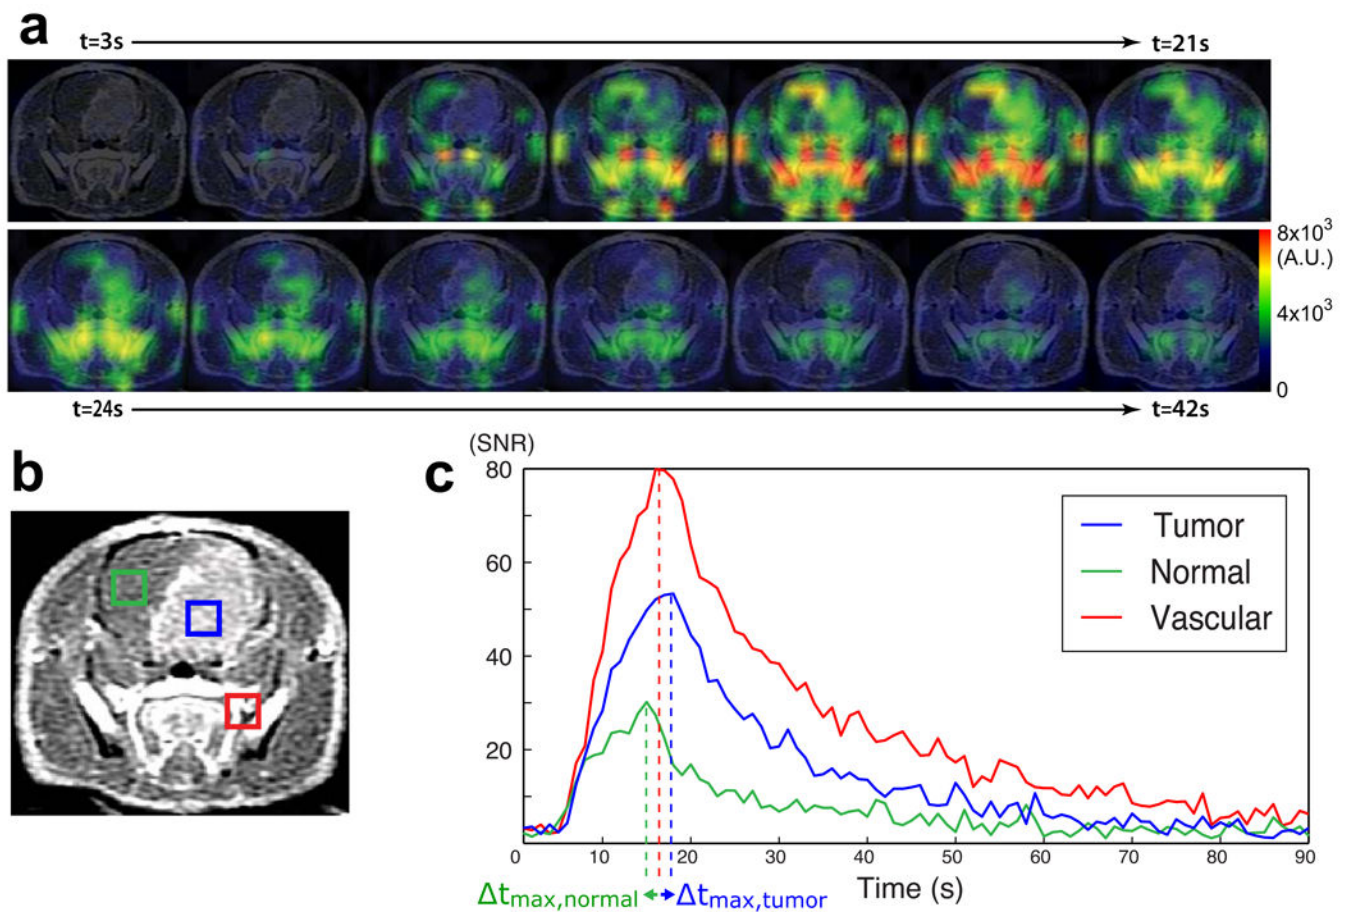 a
t=3s
t=21s
8x10³
(A.U.)
4x10³
0
t=24s
t=42s
b
c
(SNR)
80
60
40
20
Tumor
Normal
Vascular
0 10 20 30 40 50 60 70 80 90
Time (s)
Δtmax,normal Δtmax,tumor